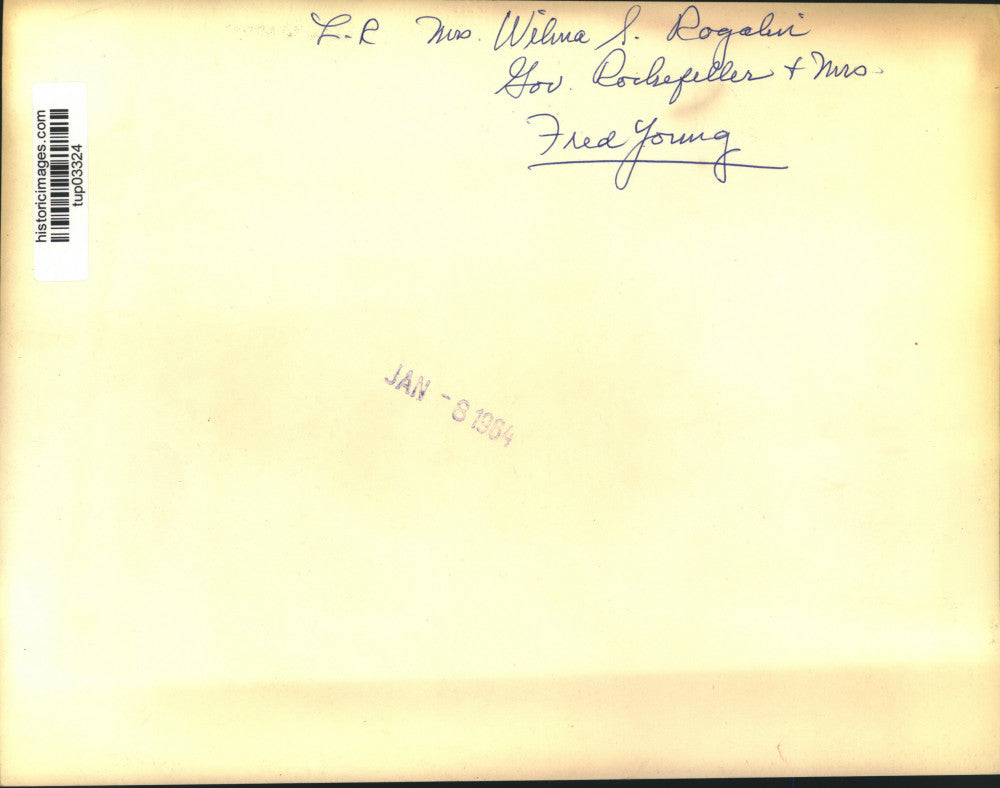 L-R Mrs. Wilma S. Rogalin
Gov. Rockefeller + Mrs.
Fred Young
historicimages.com
tup03324
JAN - 8 1964